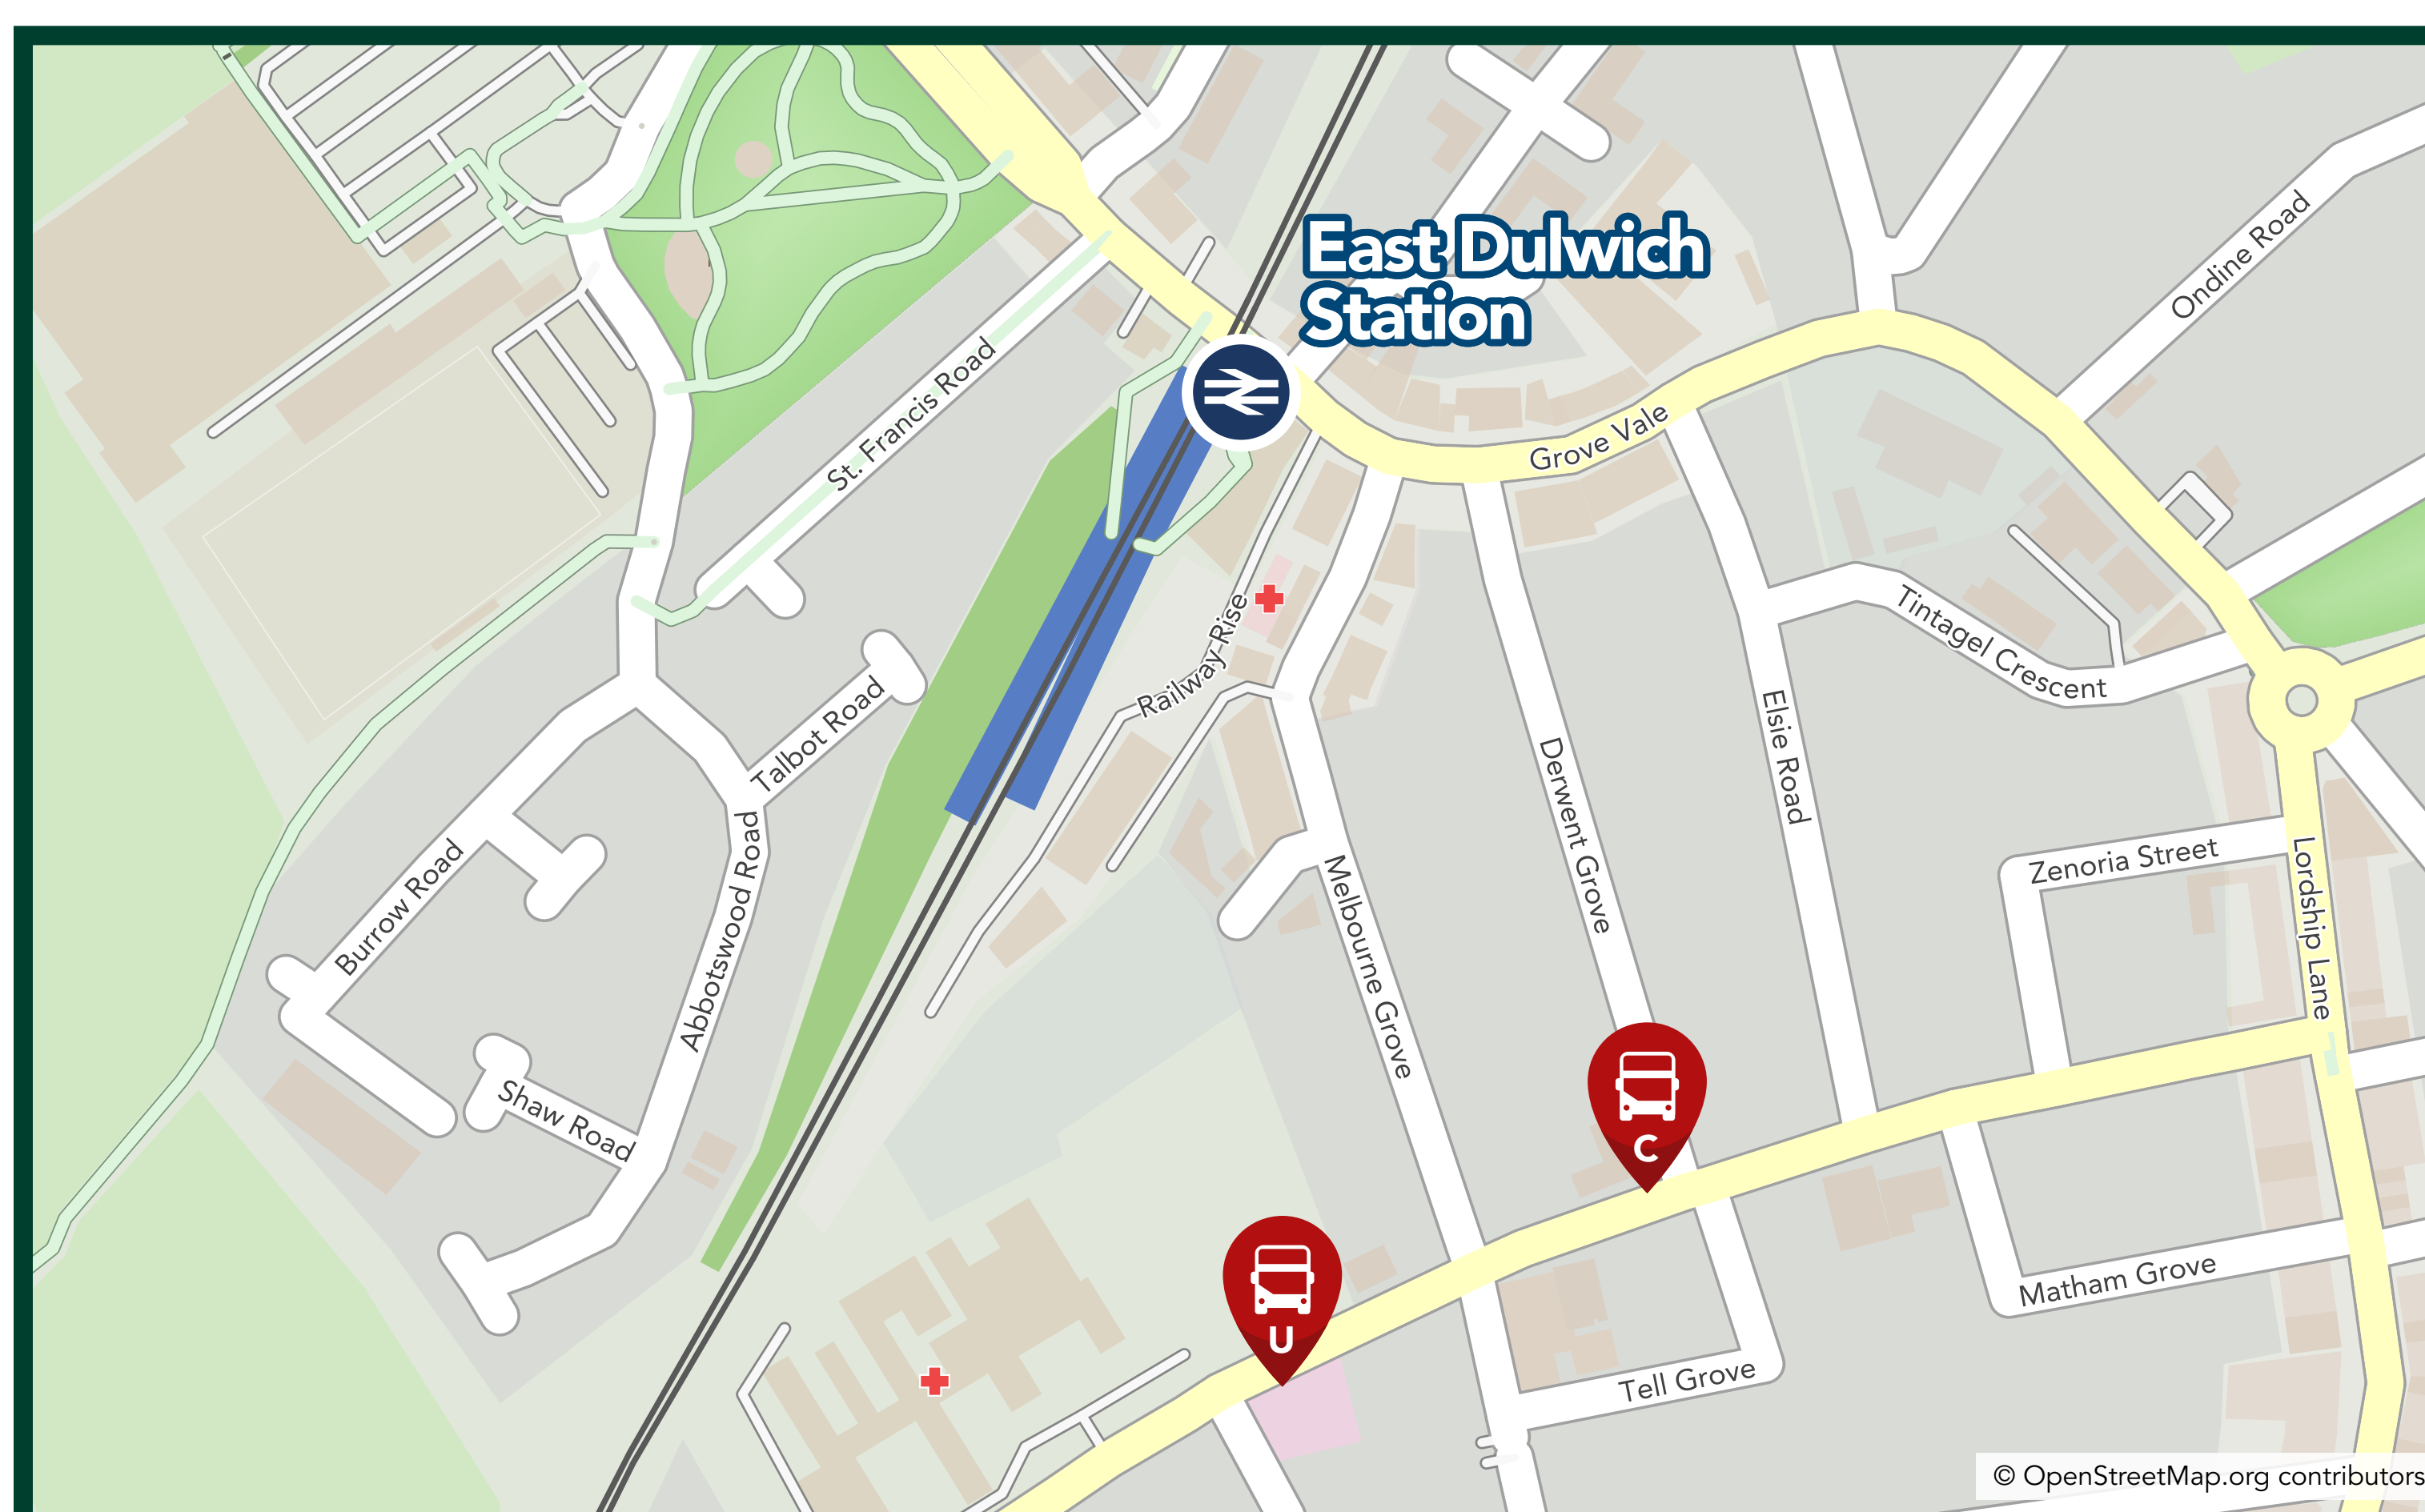 East Dulwich
Station
Ondine Road
St. Francis Road
Grove Vale
Railway Rise
Tintagel Crescent
Talbot Road
Elsie Road
Derwent Grove
Zenoria Street
Burrow Road
Abbotswood Road
Melbourne Grove
Lordship Lane
Shaw Road
C
U
Matham Grove
Tell Grove
© OpenStreetMap.org contributors